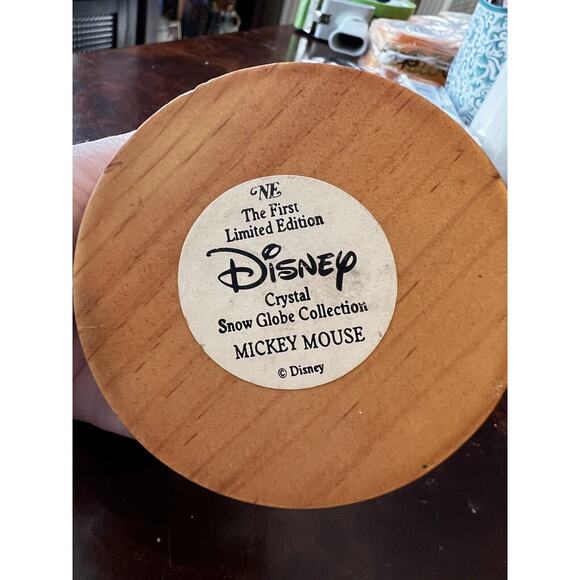 NE
The First
Limited Edition
Disney
Crystal
Snow Globe Collection
MICKEY MOUSE
© Disney